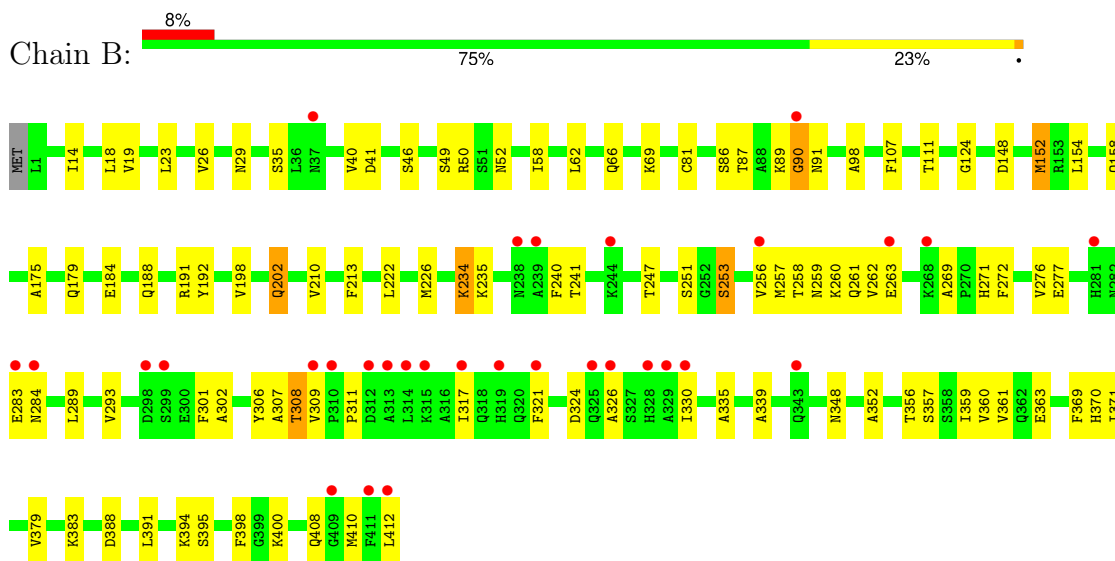 8%
Chain B:
75% 23% •
MET L1 I14 L18 V19 L23 V26 N29 S35 L36 N37 V40 D41 S46 S49 R50 S51 N52 I58 L62 Q66 K69 C81 S86 T87 A88 K89 G90 N91 A98 F107 T111 G124 D148 M152 R153 L154
A175 Q179 E184 Q188 R191 Y192 V198 Q202 V210 F213 L222 M226 K234 K235 N238 A239 F240 T241 K244 T247 S251 G252 S253 V256 M257 T258 N259 K260 Q261 V262 E263 K268 A269 P270 H271 F272 V276 E277 H281 N282
E283 N284 L289 V293 D298 S299 E300 F301 A302 Y306 A307 T308 V309 P310 P311 D312 A313 L314 K315 A316 I317 Q318 H319 Q320 F321 D324 Q325 A326 S327 H328 A329 I330 A335 A339 Q343 N348 A352 T356 S357 S358 I359 V360 V361 Q362 E363 F369 H370
V379 K383 D388 L391 K394 S395 F398 G399 K400 Q408 G409 M410 F411 L412